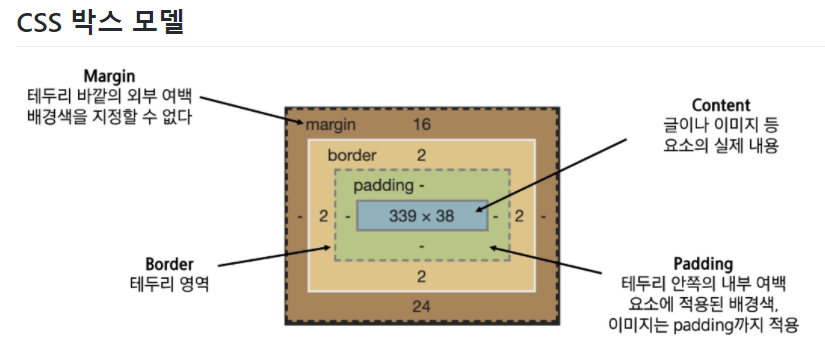 CSS 박스 모델
Margin
테두리 바깥의 외부 여백
배경색을 지정할 수 없다
Content
글이나 이미지 등
요소의 실제 내용
margin 16
border 2
padding -
- 2 - 339 × 38 - 2 -
-
2
24
Border
테두리 영역
Padding
테두리 안쪽의 내부 여백
요소에 적용된 배경색,
이미지는 padding까지 적용